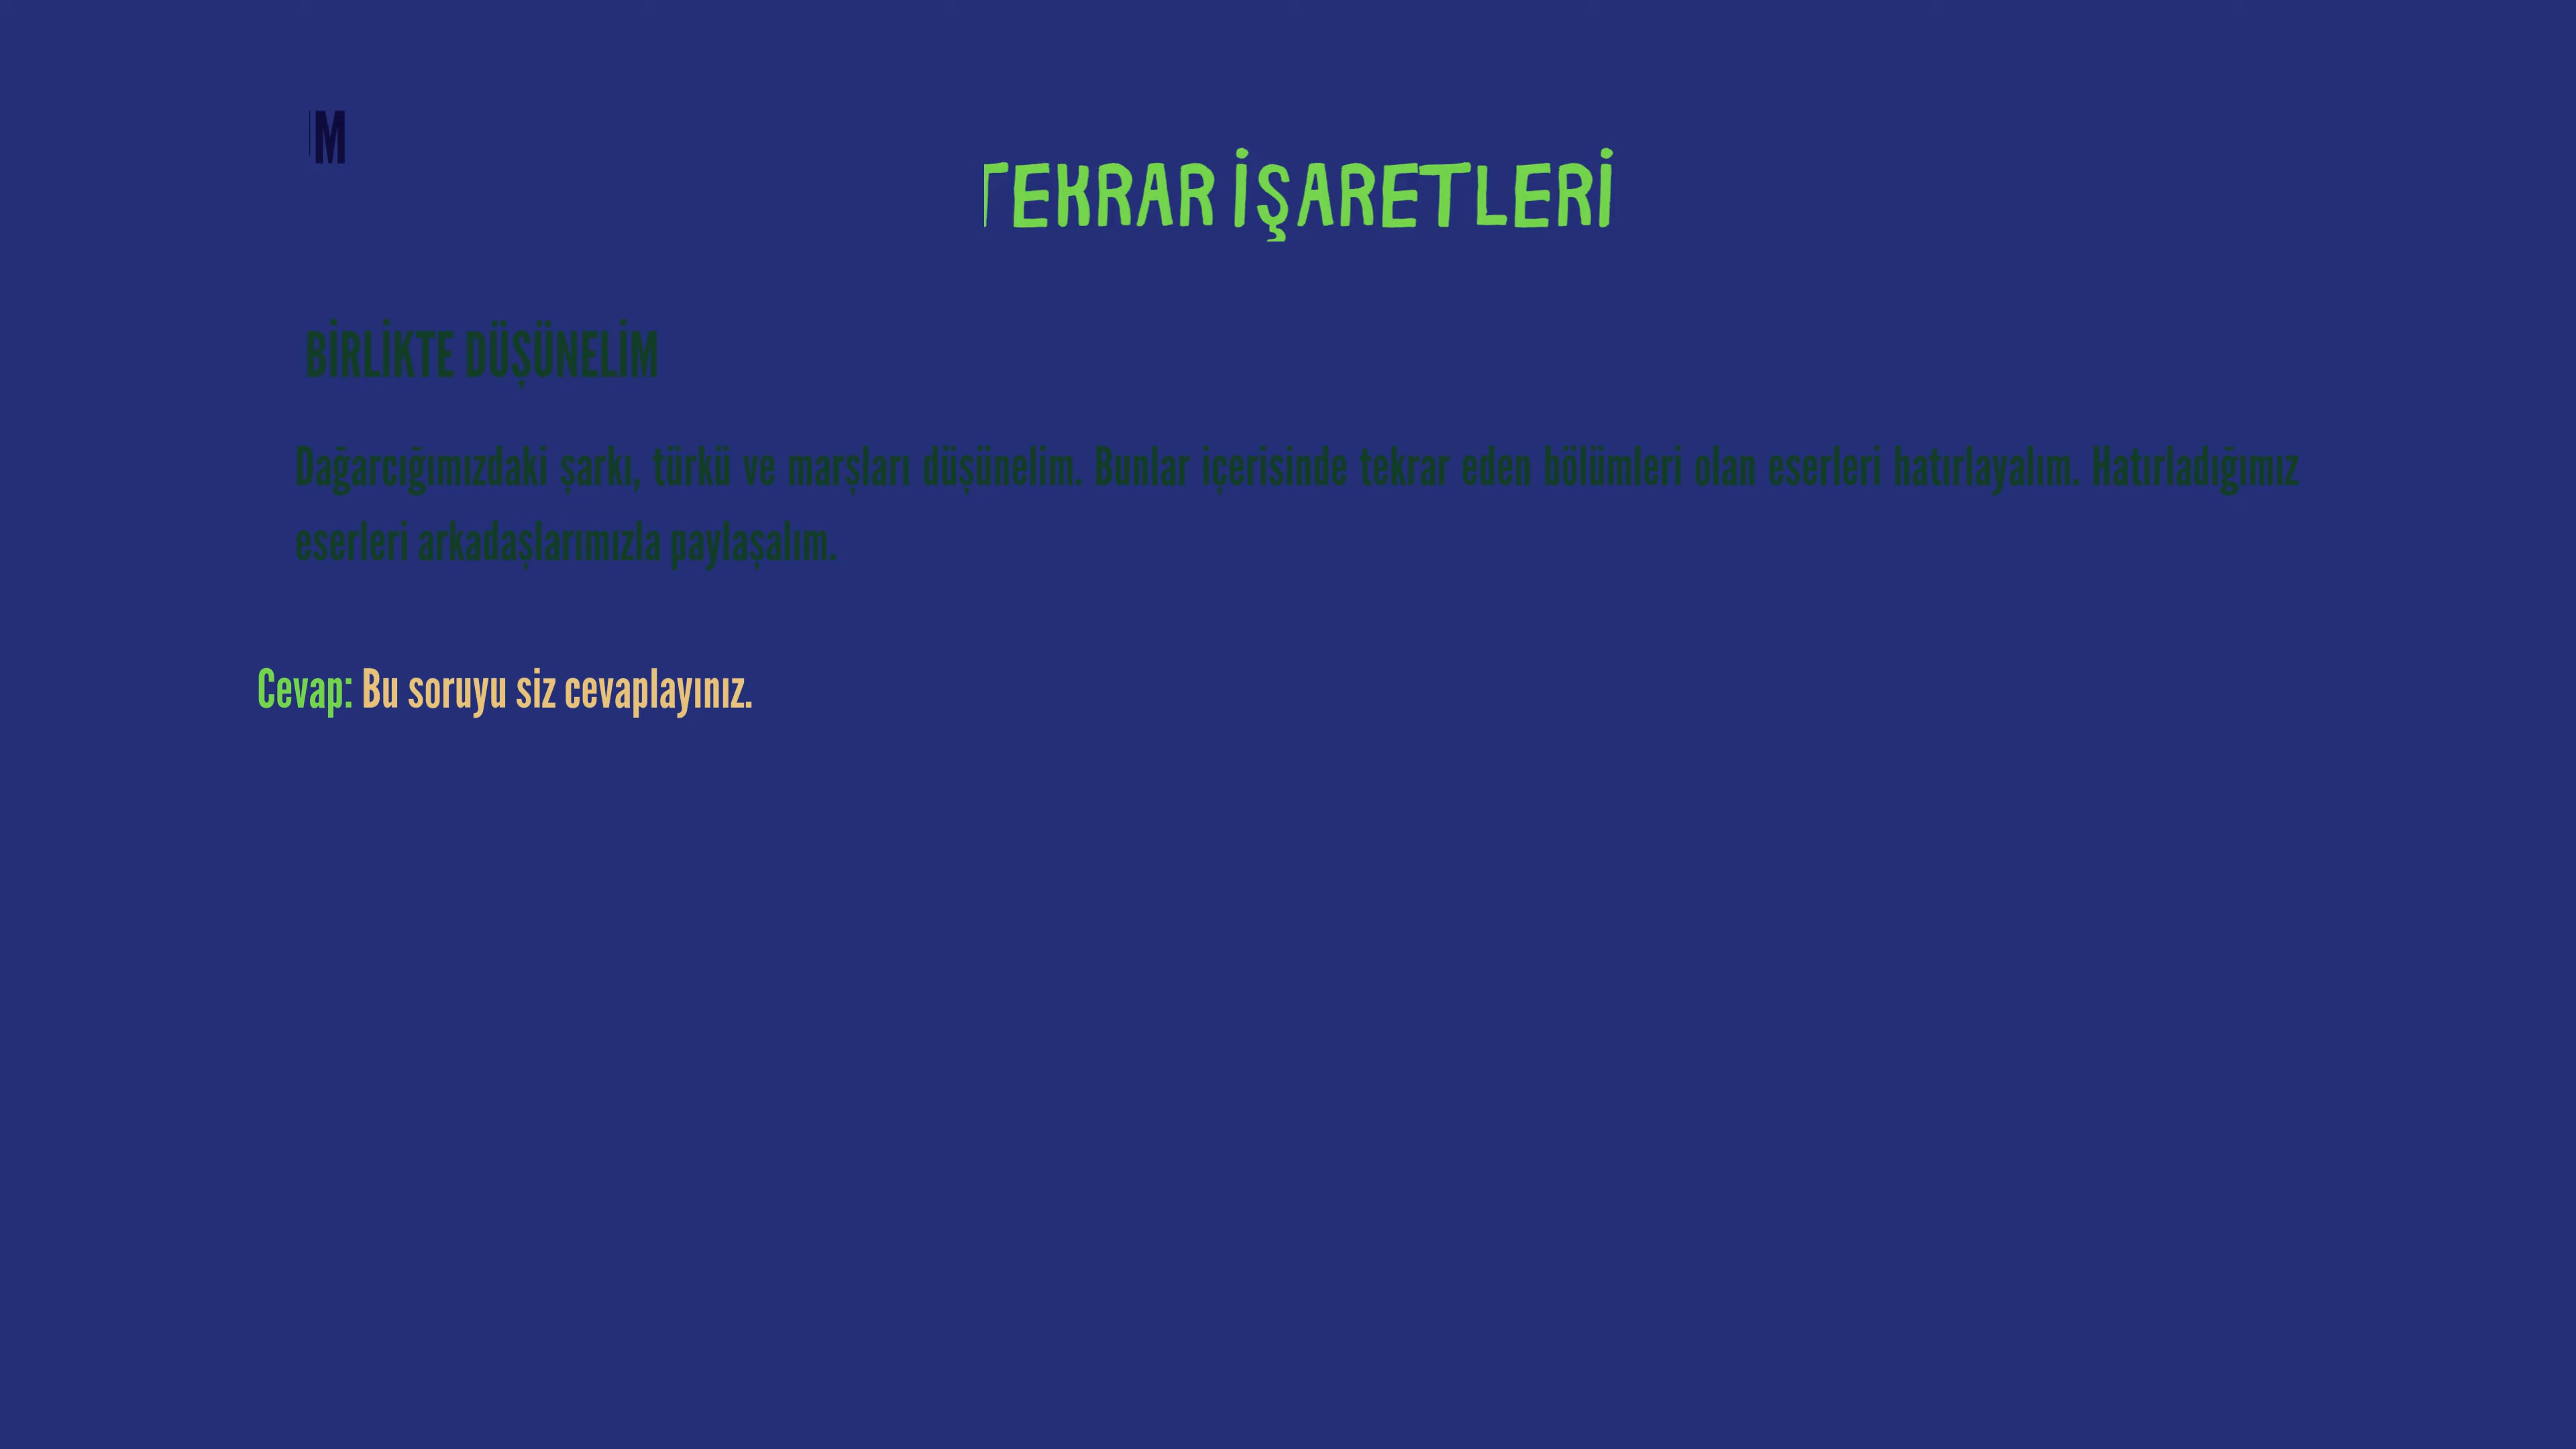 M
TEKRAR İŞARETLERİ
BİRLİKTE DÜŞÜNELİM
Dağarcığımızdaki şarkı, türkü ve marşları düşünelim. Bunlar içerisinde tekrar eden bölümleri olan eserleri hatırlayalım. Hatırladığımız
eserleri arkadaşlarımızla paylaşalım.
Cevap: Bu soruyu siz cevaplayınız.